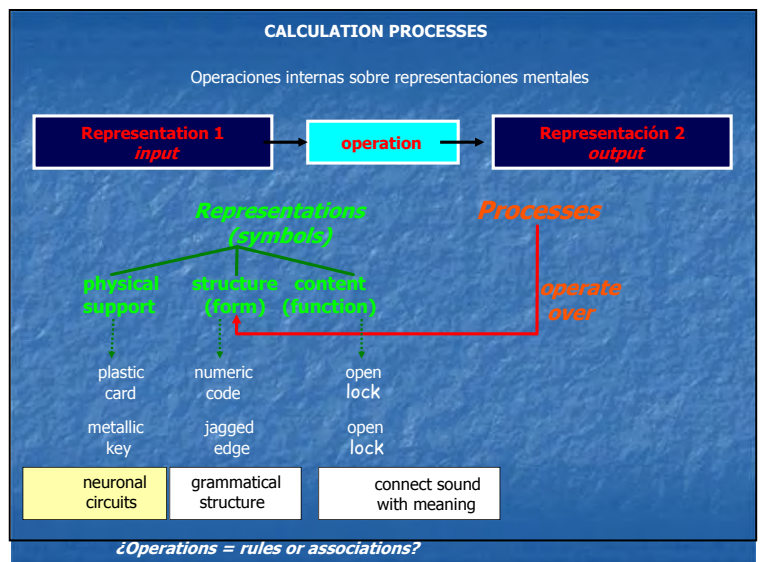 CALCULATION PROCESSES
Operaciones internas sobre representaciones mentales
Representation 1
input
operation
Representación 2
output
Representations
(symbols)
Processes
physical
support
structure
(form)
content
(function)
operate
over
plastic
card
numeric
code
open
lock
metallic
key
jagged
edge
open
lock
neuronal
circuits
grammatical
structure
connect sound
with meaning
¿Operations = rules or associations?